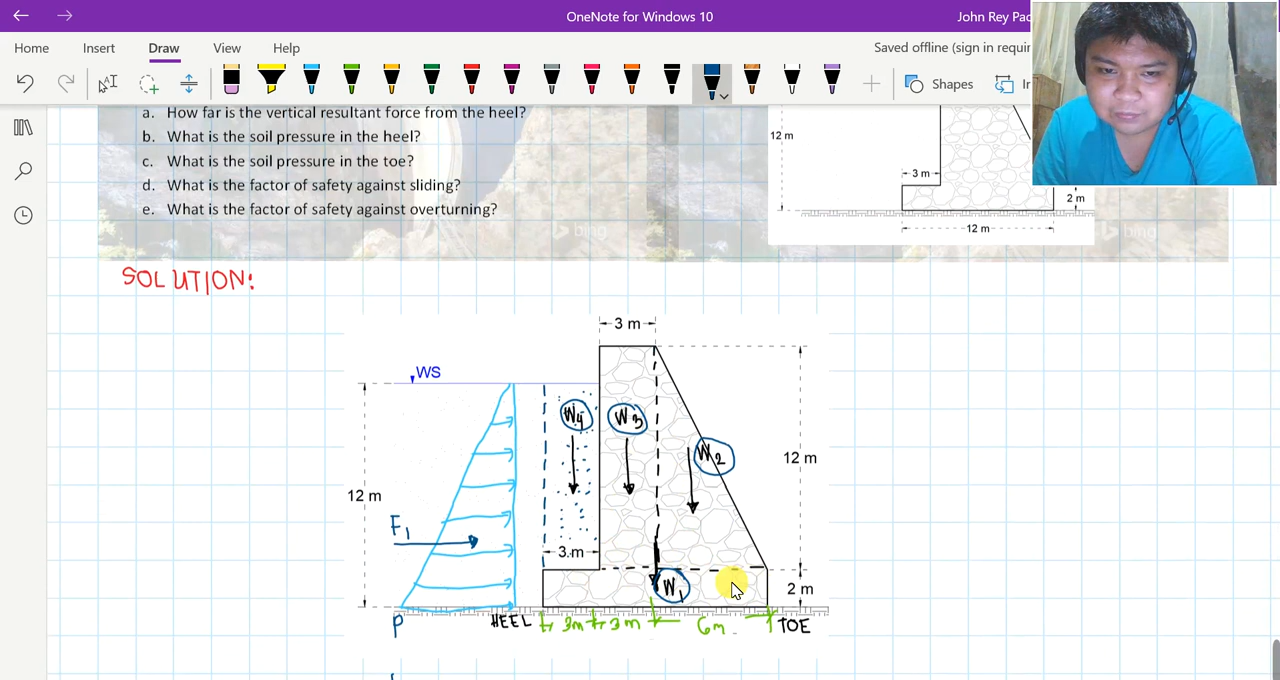 OneNote for Windows 10
John Rey Pac
Home Insert Draw View Help
Saved offline (sign in requir
Shapes
In
a. How far is the vertical resultant force from the heel?
b. What is the soil pressure in the heel?
c. What is the soil pressure in the toe?
d. What is the factor of safety against sliding?
e. What is the factor of safety against overturning?
12 m
3 m
2 m
12 m
bing
bing
SOLUTION:
3 m
WS
W4
W3
W2
12 m
12 m
F1
3 m
W1
2 m
P
HEEL
3m
3m
6m
TOE